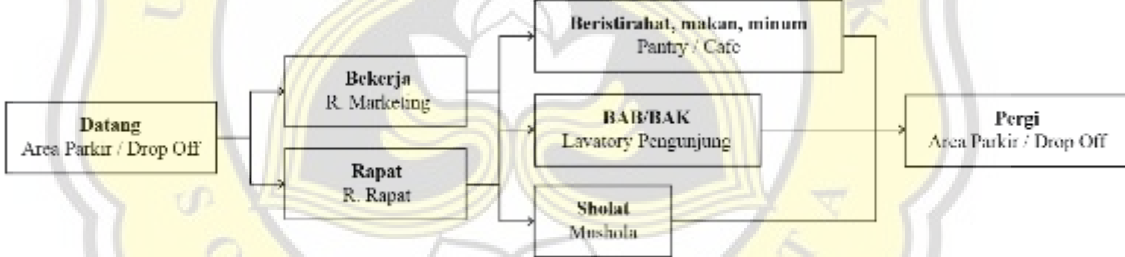 Datang
Area Parkir / Drop Off
Bekerja
R. Marketing
Rapat
R. Rapat
Beristirahat, makan, minum
Pantry / Cafe
BAB/BAK
Lavatory Pengunjung
Sholat
Mushola
Pergi
Area Parkir / Drop Off